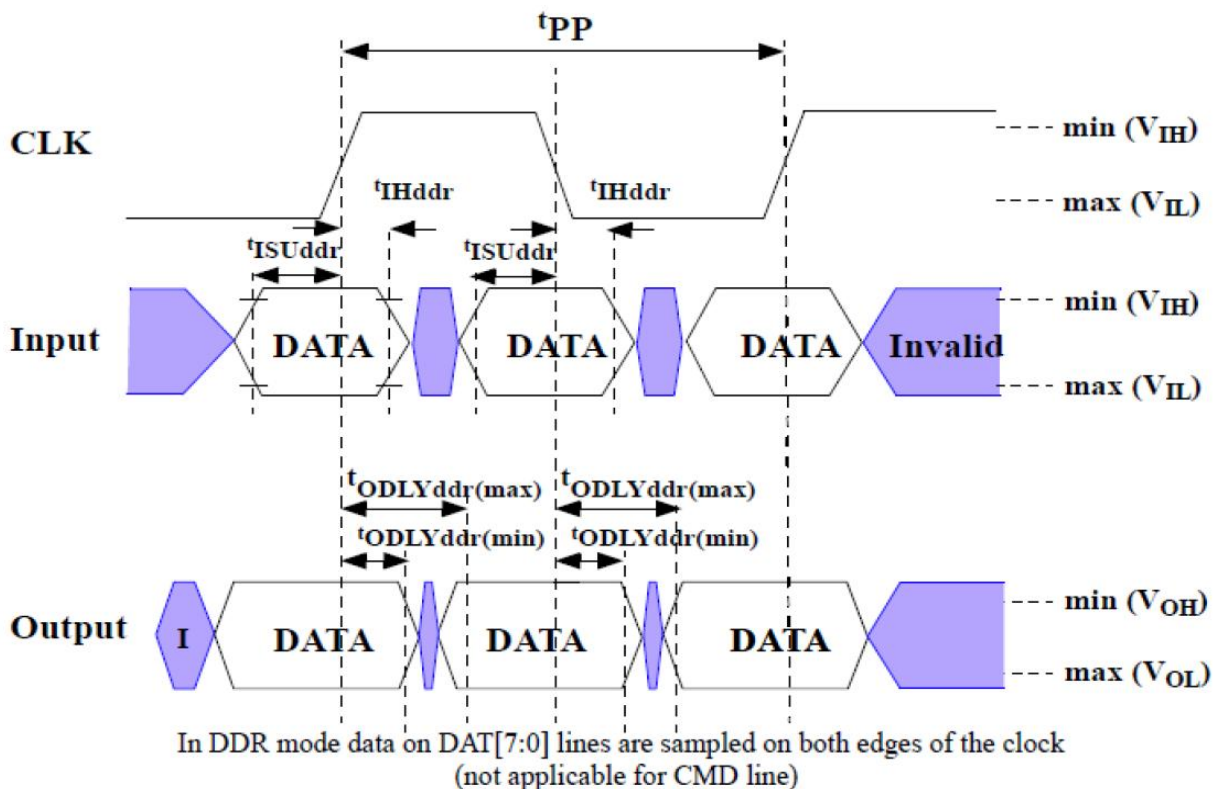 tPP
CLK
min (VIH)
tIHddr
tIHddr
max (VIL)
tISUddr
tISUddr
Input
DATA
DATA
DATA
Invalid
min (VIH)
max (VIL)
tODLYddr(max)
tODLYddr(max)
tODLYddr(min)
tODLYddr(min)
Output
I
DATA
DATA
DATA
min (VOH)
max (VOL)
In DDR mode data on DAT[7:0] lines are sampled on both edges of the clock
(not applicable for CMD line)